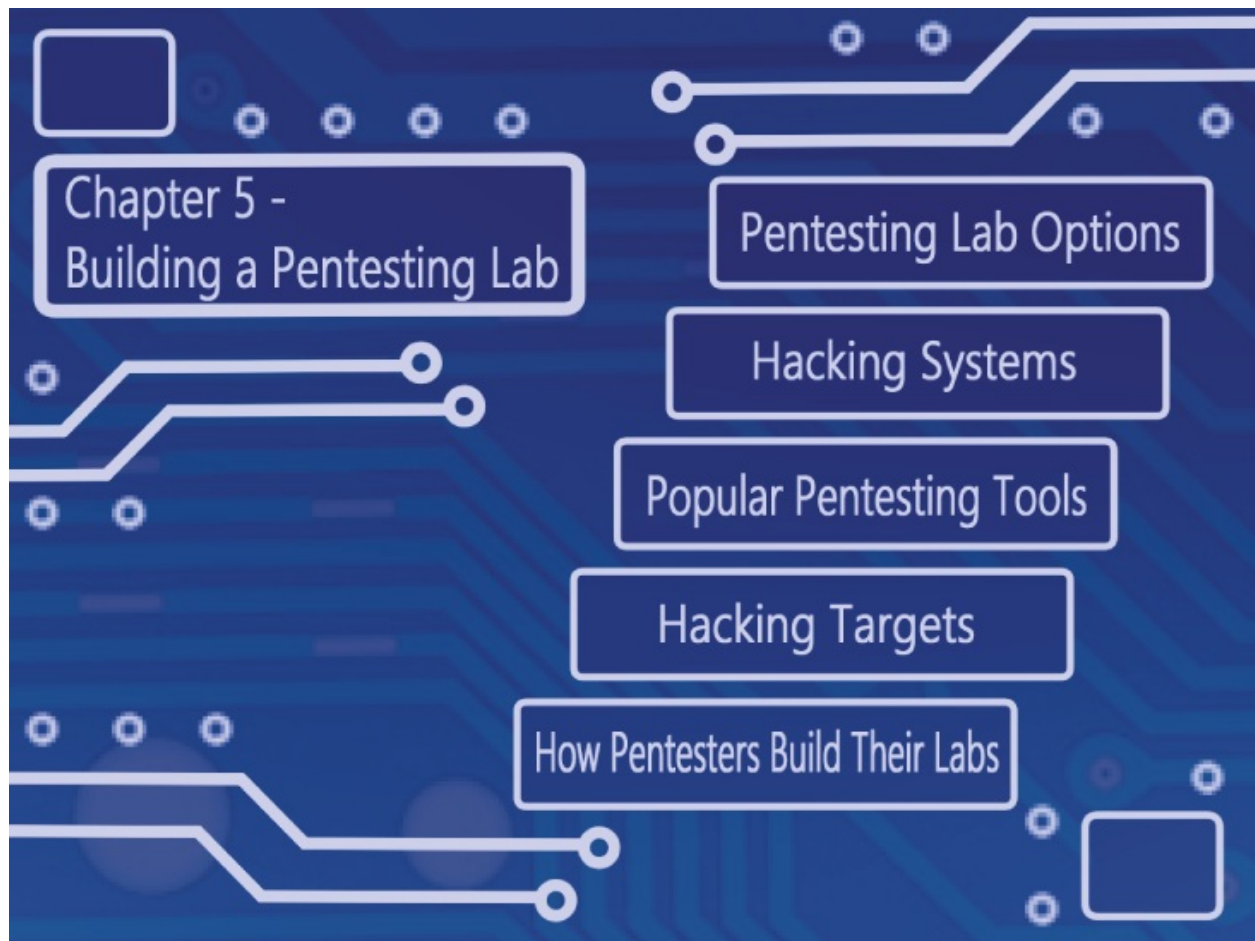 Chapter 5 -
Building a Pentesting Lab
Pentesting Lab Options
Hacking Systems
Popular Pentesting Tools
Hacking Targets
How Pentesters Build Their Labs